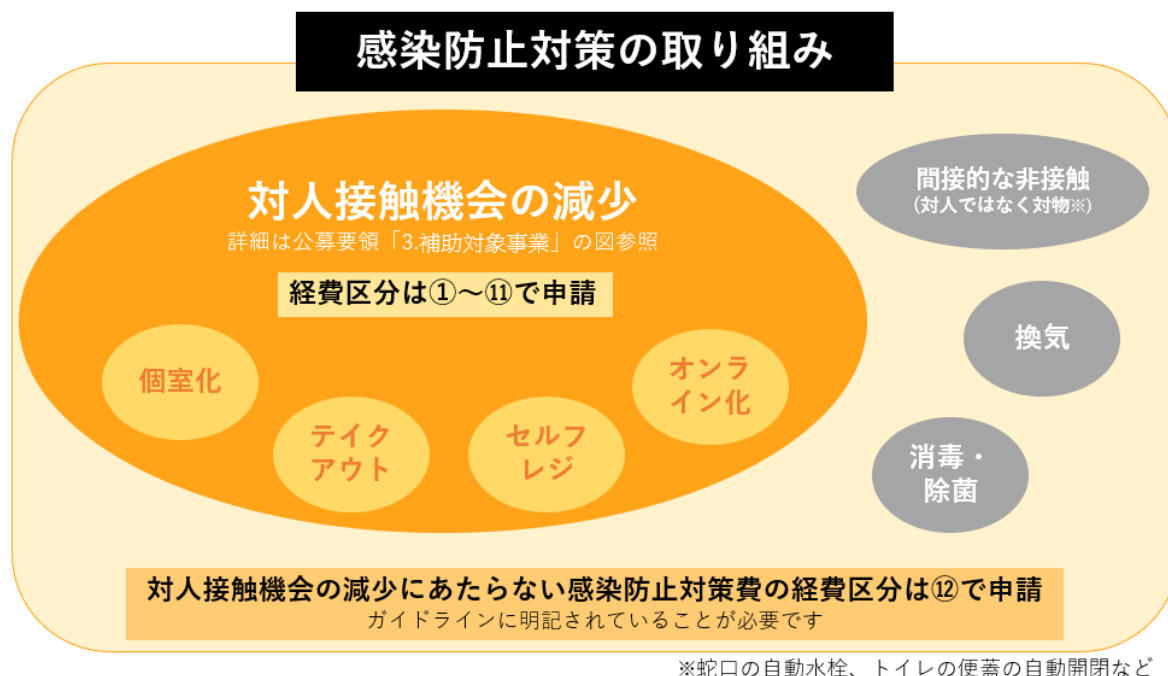 感染防止対策の取り組み
対人接触機会の減少
詳細は公募要領「3.補助対象事業」の図参照
経費区分は①～⑪で申請
個室化
テイク
アウト
セルフ
レジ
オンラ
イン化
間接的な非接触
(対人ではなく対物※)
換気
消毒・
除菌
対人接触機会の減少にあたらない感染防止対策費の経費区分は⑫で申請
ガイドラインに明記されていることが必要です
※蛇口の自動水栓、トイレの便蓋の自動開閉など